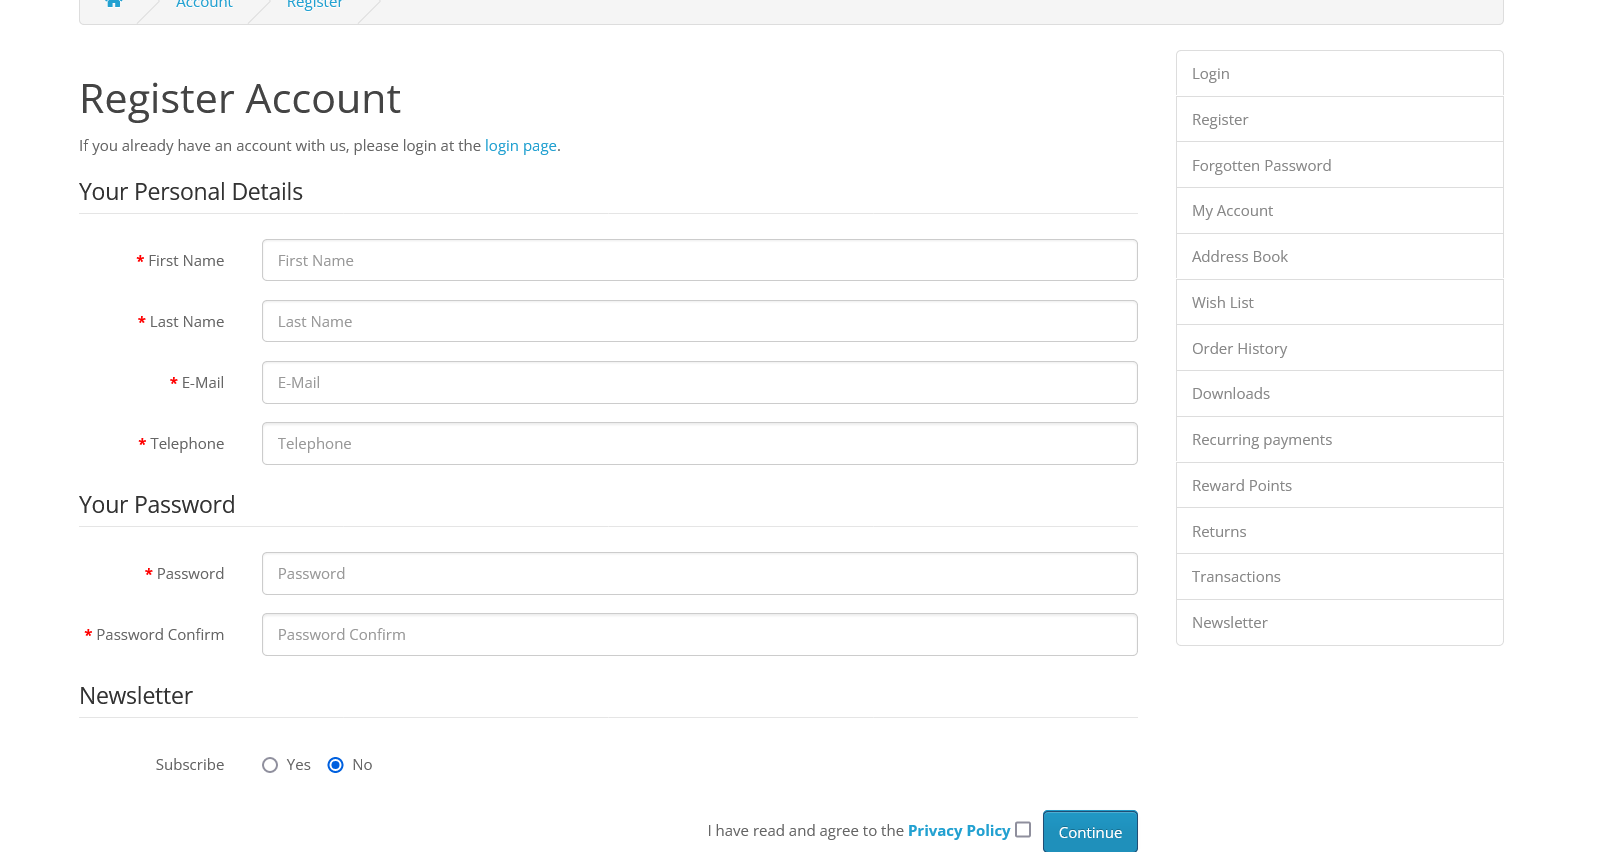 Account
Register
Register Account
If you already have an account with us, please login at the login page.
Your Personal Details
* First Name
First Name
* Last Name
Last Name
* E-Mail
E-Mail
* Telephone
Telephone
Your Password
* Password
Password
* Password Confirm
Password Confirm
Newsletter
Subscribe
Yes
No
I have read and agree to the Privacy Policy
Continue
Login
Register
Forgotten Password
My Account
Address Book
Wish List
Order History
Downloads
Recurring payments
Reward Points
Returns
Transactions
Newsletter